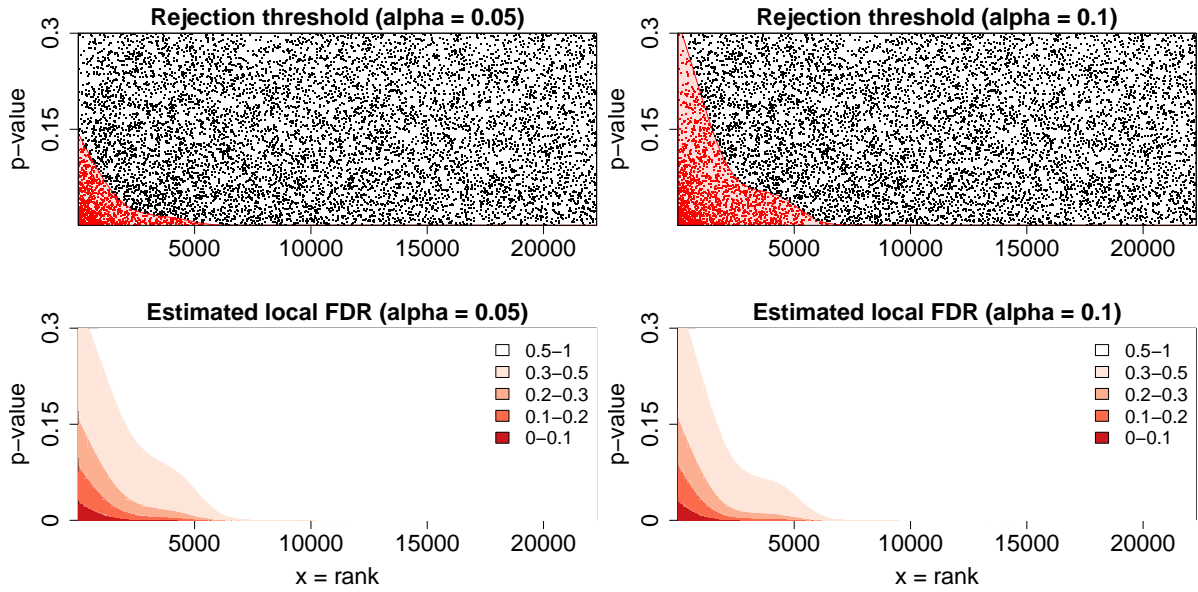 Rejection threshold (alpha = 0.05)
p−value
0.3
0.15
5000 10000 15000 20000
Rejection threshold (alpha = 0.1)
p−value
0.3
0.15
5000 10000 15000 20000
Estimated local FDR (alpha = 0.05)
p−value
0.3
0.15
0
0.5−1
0.3−0.5
0.2−0.3
0.1−0.2
0−0.1
5000 10000 15000 20000
x = rank
Estimated local FDR (alpha = 0.1)
p−value
0.3
0.15
0
0.5−1
0.3−0.5
0.2−0.3
0.1−0.2
0−0.1
5000 10000 15000 20000
x = rank